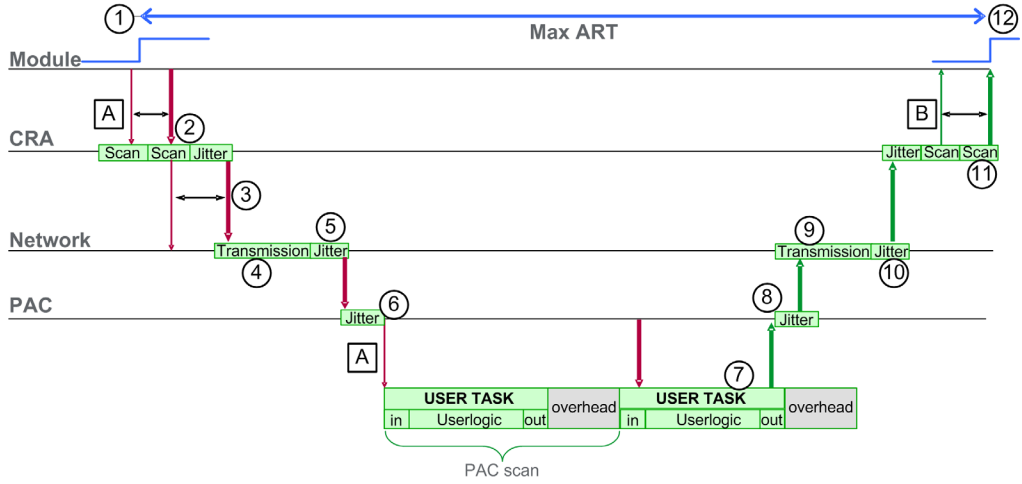 1 12
Max ART
Module
A B
2
CRA
Scan Scan Jitter Jitter Scan Scan
11
3
5 9
Network
Transmission Jitter Transmission Jitter
4 10
6 8
PAC
Jitter Jitter
A
7
USER TASK overhead USER TASK overhead
in Userlogic out in Userlogic out
PAC scan